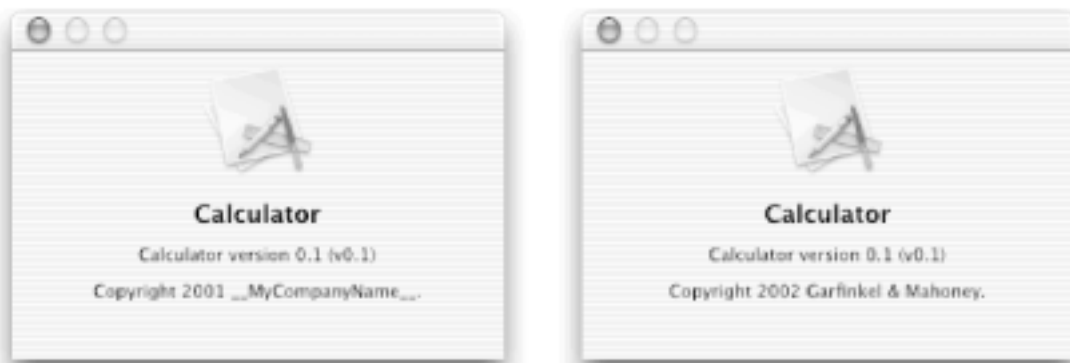 Calculator
Calculator version 0.1 (v0.1)
Copyright 2001 __MyCompanyName__.
Calculator
Calculator version 0.1 (v0.1)
Copyright 2002 Garfinkel & Mahoney.